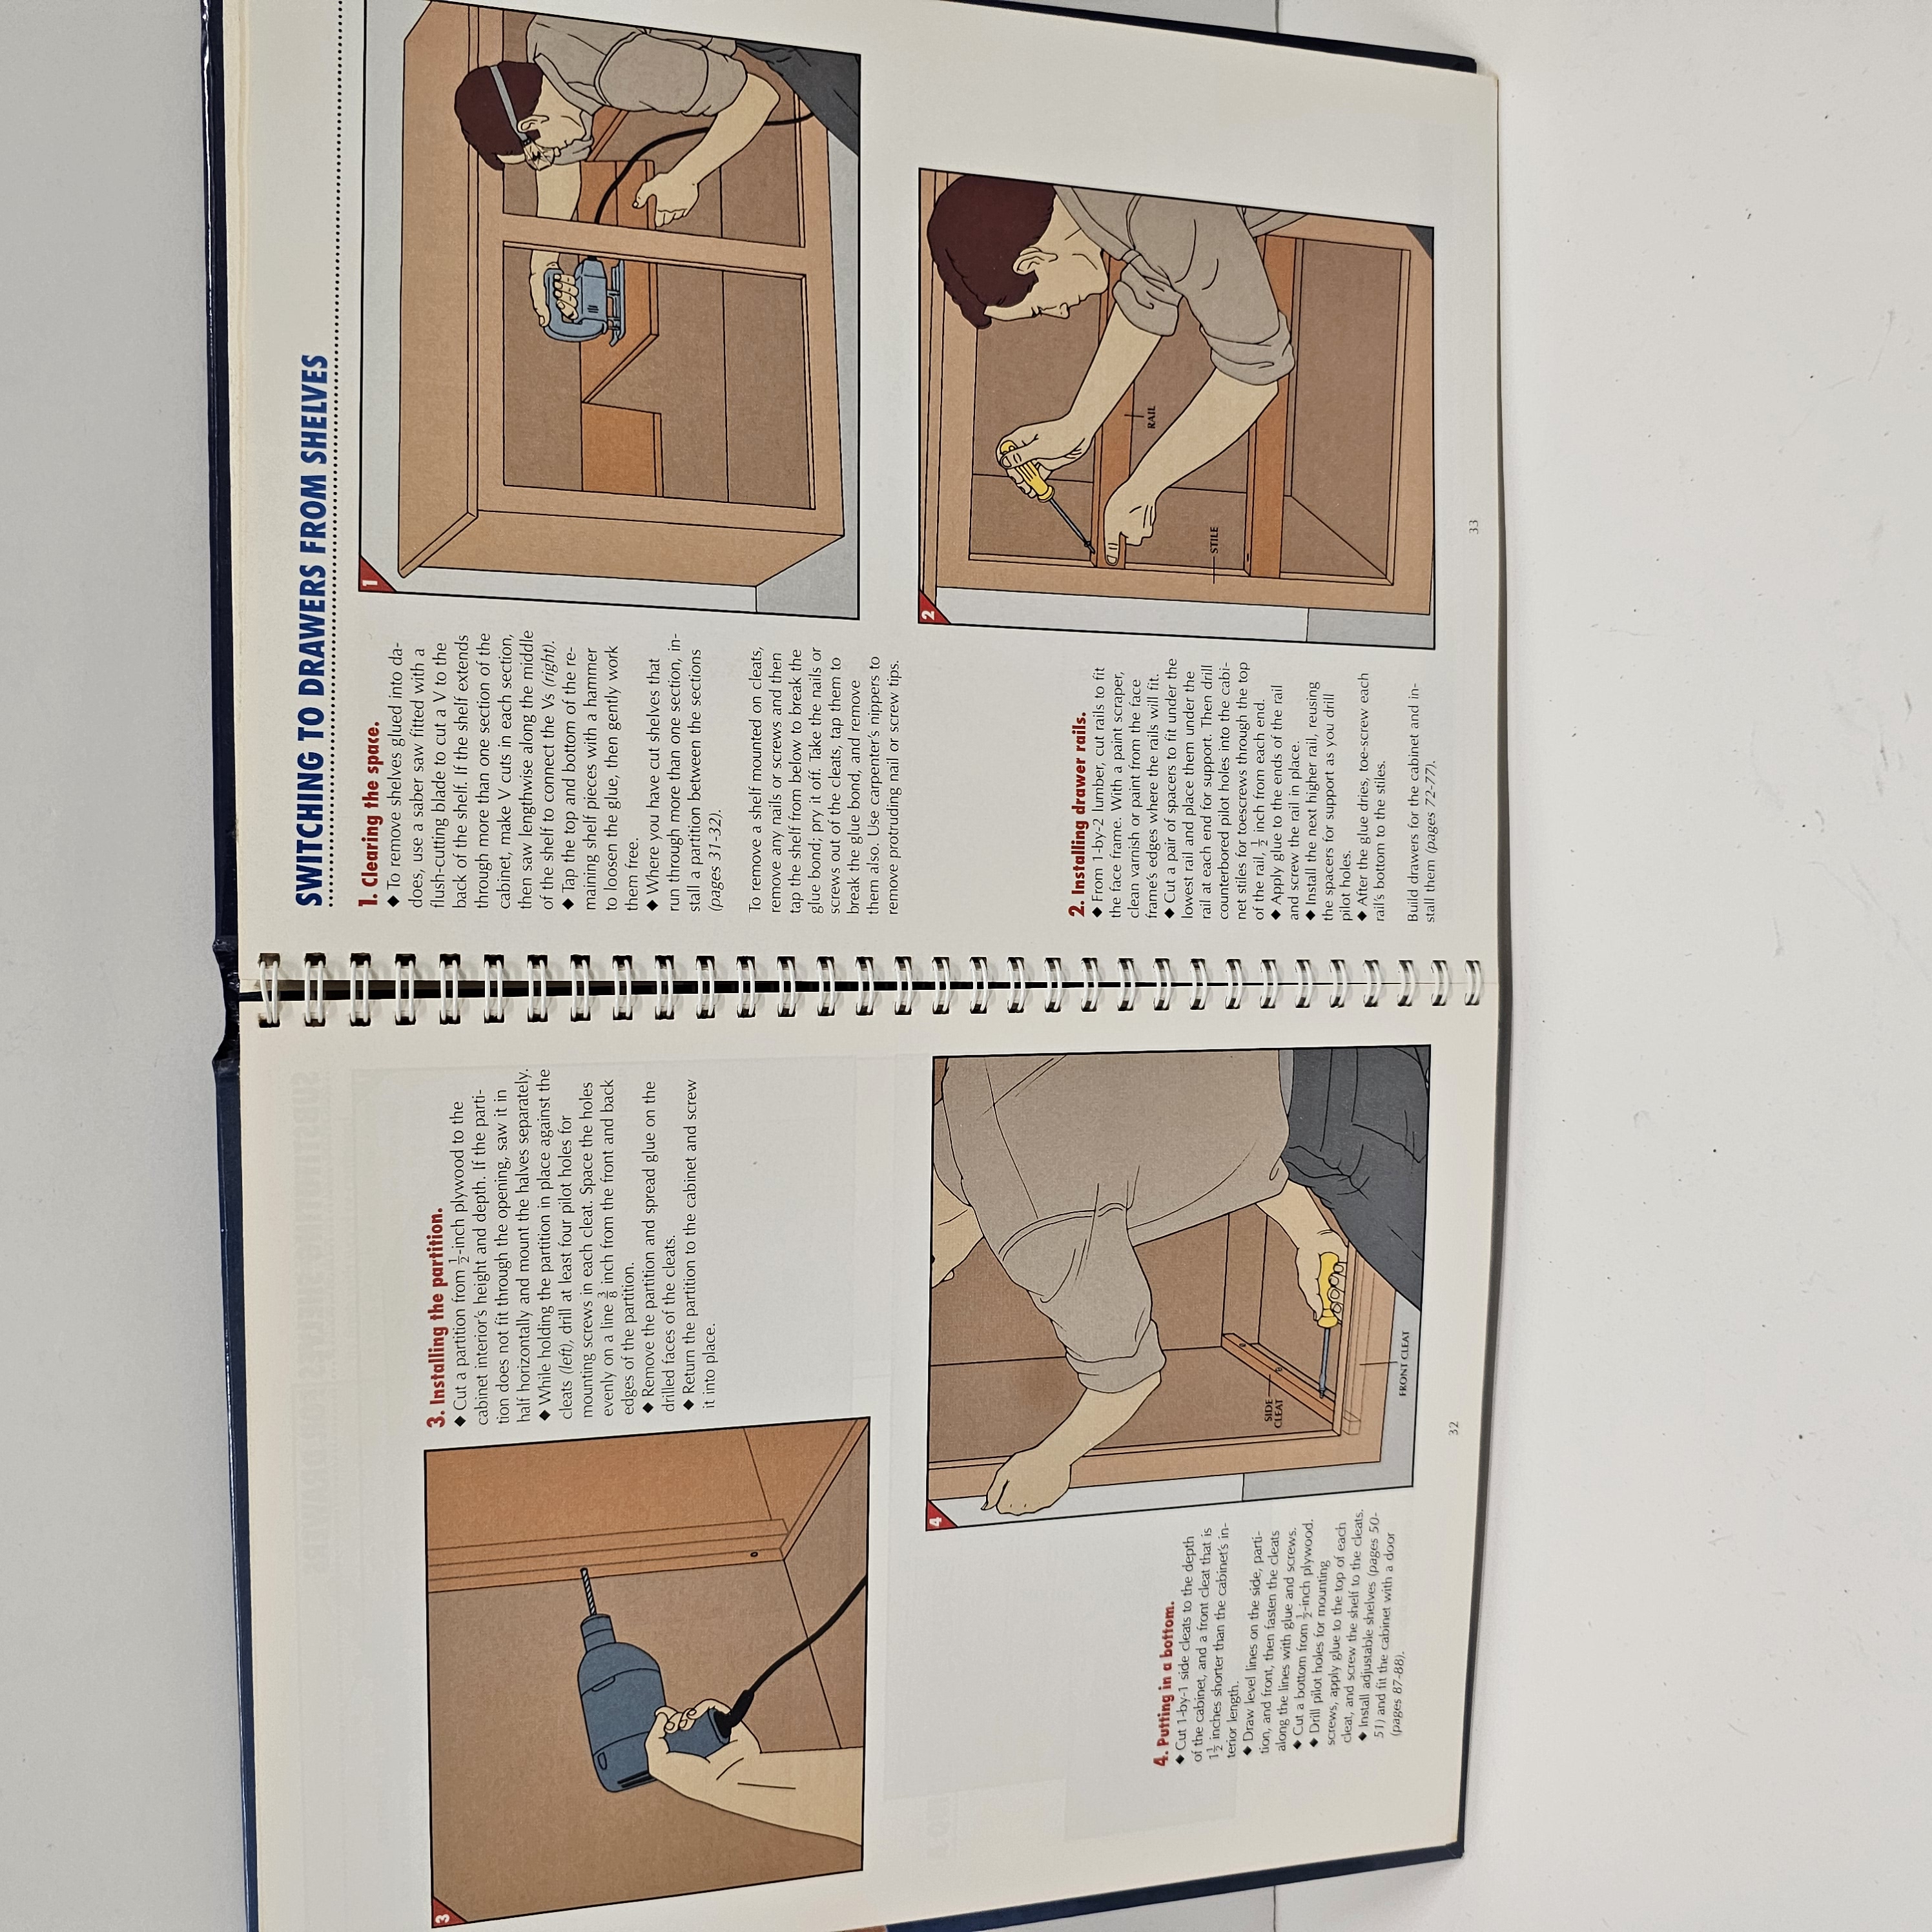 3
3. Installing the partition.
◆ Cut a partition from 1/2-inch plywood to the
cabinet interior's height and depth. If the parti-
tion does not fit through the opening, saw it in
half horizontally and mount the halves separately.
◆ While holding the partition in place against the
cleats (left), drill at least four pilot holes for
mounting screws in each cleat. Space the holes
evenly on a line 3/8 inch from the front and back
edges of the partition.
◆ Remove the partition and spread glue on the
drilled faces of the cleats.
◆ Return the partition to the cabinet and screw
it into place.
4
4. Putting in a bottom.
◆ Cut 1-by-1 side cleats to the depth
of the cabinet, and a front cleat that is
1 1/2 inches shorter than the cabinet's in-
terior length.
◆ Draw level lines on the side, parti-
tion, and front, then fasten the cleats
along the lines with glue and screws.
◆ Cut a bottom from 1/2-inch plywood.
◆ Drill pilot holes for mounting
screws, apply glue to the top of each
cleat, and screw the shelf to the cleats.
◆ Install adjustable shelves (pages 50-
51) and fit the cabinet with a door
(pages 87-88).
SIDE
CLEAT
FRONT CLEAT
32
SWITCHING TO DRAWERS FROM SHELVES
1. Clearing the space.
◆ To remove shelves glued into da-
does, use a saber saw fitted with a
flush-cutting blade to cut a V to the
back of the shelf. If the shelf extends
through more than one section of the
cabinet, make V cuts in each section,
then saw lengthwise along the middle
of the shelf to connect the Vs (right).
◆ Tap the top and bottom of the re-
maining shelf pieces with a hammer
to loosen the glue, then gently work
them free.
◆ Where you have cut shelves that
run through more than one section, in-
stall a partition between the sections
(pages 31-32).
To remove a shelf mounted on cleats,
remove any nails or screws and then
tap the shelf from below to break the
glue bond; pry it off. Take the nails or
screws out of the cleats, tap them to
break the glue bond, and remove
them also. Use carpenter's nippers to
remove protruding nail or screw tips.
1
2. Installing drawer rails.
◆ From 1-by-2 lumber, cut rails to fit
the face frame. With a paint scraper,
clean varnish or paint from the face
frame's edges where the rails will fit.
◆ Cut a pair of spacers to fit under the
lowest rail and place them under the
rail at each end for support. Then drill
counterbored pilot holes into the cabi-
net stiles for toescrews through the top
of the rail, 1/2 inch from each end.
◆ Apply glue to the ends of the rail
and screw the rail in place.
◆ Install the next higher rail, reusing
the spacers for support as you drill
pilot holes.
◆ After the glue dries, toe-screw each
rail's bottom to the stiles.
Build drawers for the cabinet and in-
stall them (pages 72-77).
2
RAIL
STILE
33